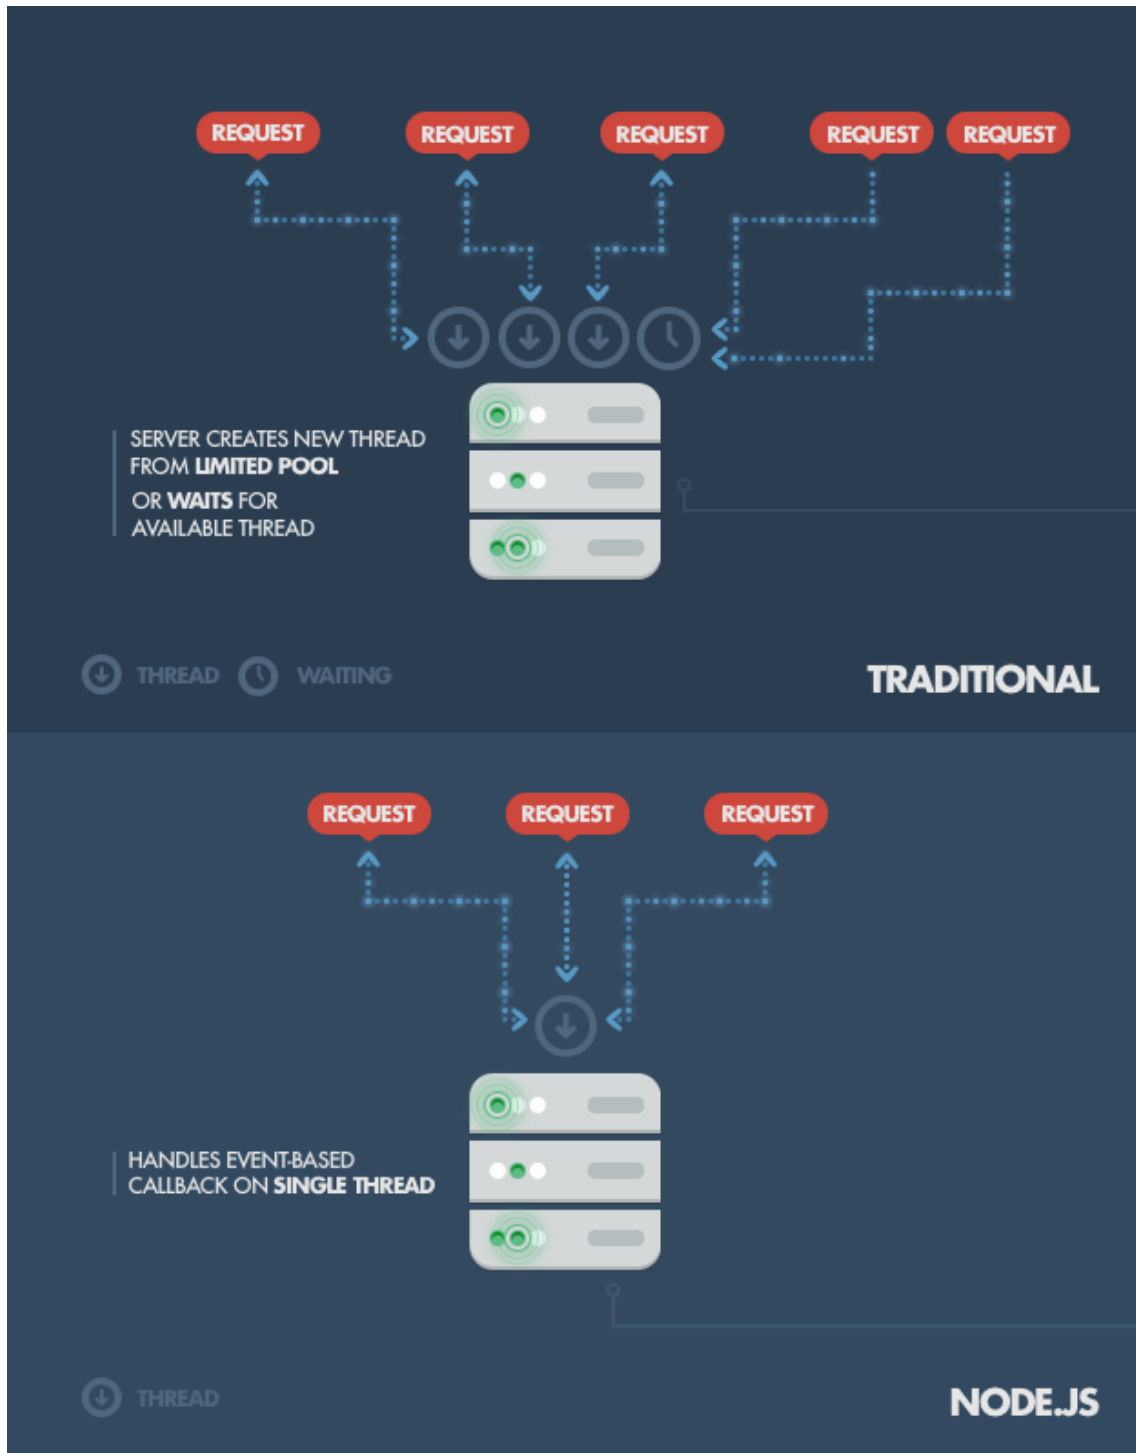 REQUEST
REQUEST
REQUEST
REQUEST
REQUEST
SERVER CREATES NEW THREAD
FROM LIMITED POOL
OR WAITS FOR
AVAILABLE THREAD
THREAD
WAITING
TRADITIONAL
REQUEST
REQUEST
REQUEST
HANDLES EVENT-BASED
CALLBACK ON SINGLE THREAD
THREAD
NODE.JS